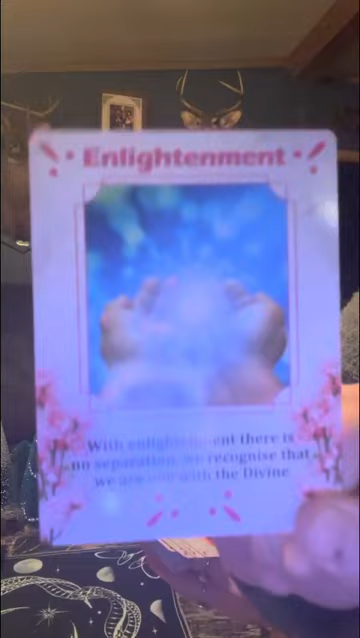 Enlightenment
With enlightenment there is
no separation, we recognise that
we are one with the Divine